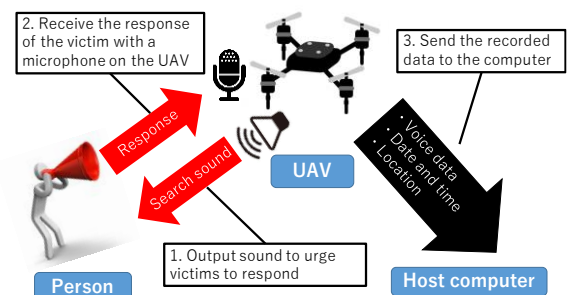 2. Receive the response
of the victim with a
microphone on the UAV
3. Send the recorded
data to the computer
Response
Search sound
UAV
• Voice data
• Date and time
• Location
1. Output sound to urge
victims to respond
Person
Host computer